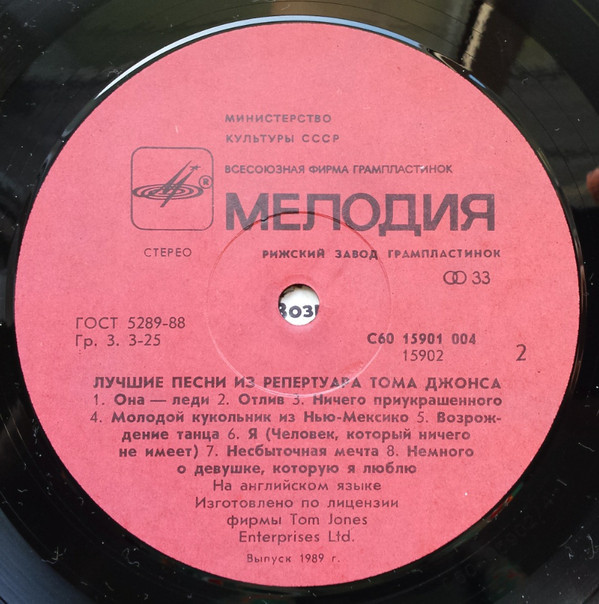 МИНИСТЕРСТВО
КУЛЬТУРЫ СССР
ВСЕСОЮЗНАЯ ФИРМА ГРАМПЛАСТИНОК
®
МЕЛОДИЯ
СТЕРЕО
РИЖСКИЙ ЗАВОД ГРАМПЛАСТИНОК
33
ГОСТ 5289-88
Гр. 3. 3-25
С60 15901 004
15902
2
ЛУЧШИЕ ПЕСНИ ИЗ РЕПЕРТУАРА ТОМА ДЖОНСА
1. Она — леди 2. Отлив 3. Ничего приукрашенного
4. Молодой кукольник из Нью-Мексико 5. Возрож-
дение танца 6. Я (Человек, который ничего
не имеет) 7. Несбыточная мечта 8. Немного
о девушке, которую я люблю
На английском языке
Изготовлено по лицензии
фирмы Tom Jones
Enterprises Ltd.
Выпуск 1989 г.